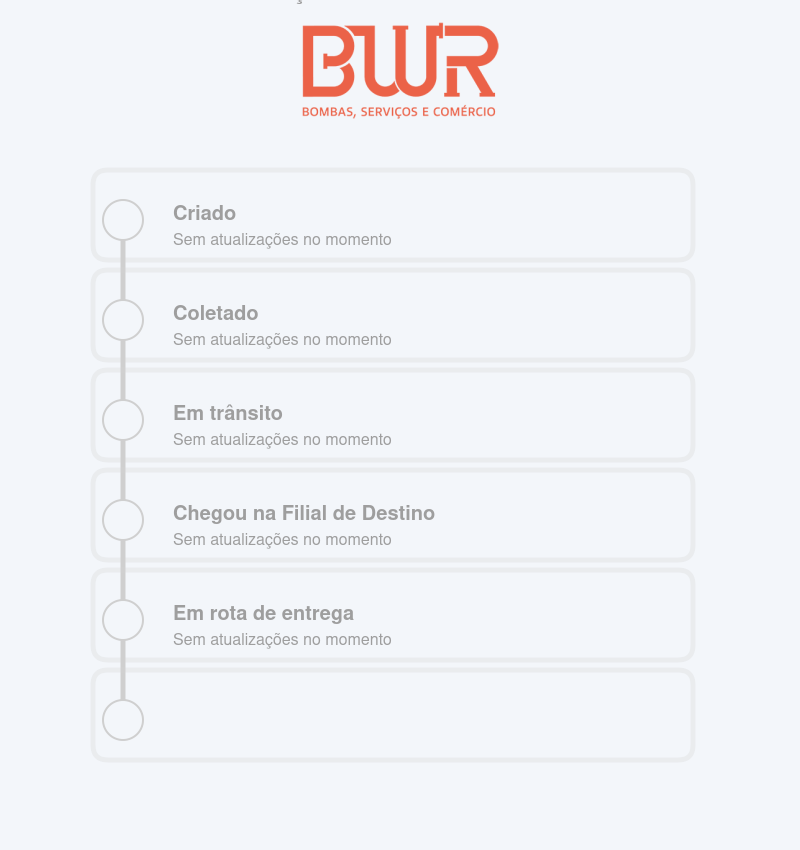 BWR
BOMBAS, SERVIÇOS E COMÉRCIO
Criado
Sem atualizações no momento
Coletado
Sem atualizações no momento
Em trânsito
Sem atualizações no momento
Chegou na Filial de Destino
Sem atualizações no momento
Em rota de entrega
Sem atualizações no momento